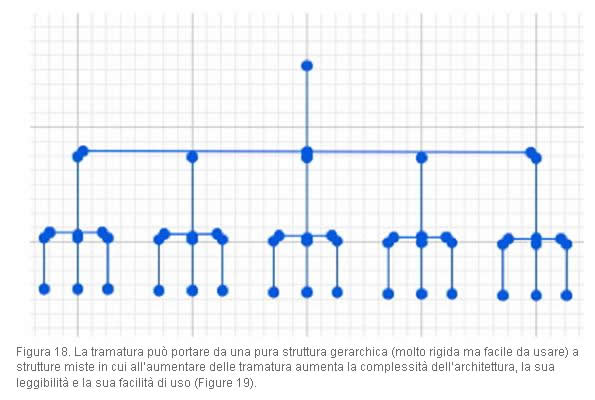 Figura 18. La tramatura può portare da una pura struttura gerarchica (molto rigida ma facile da usare) a
strutture miste in cui all'aumentare delle tramatura aumenta la complessità dell'architettura, la sua
leggibilità e la sua facilità di uso (Figure 19).